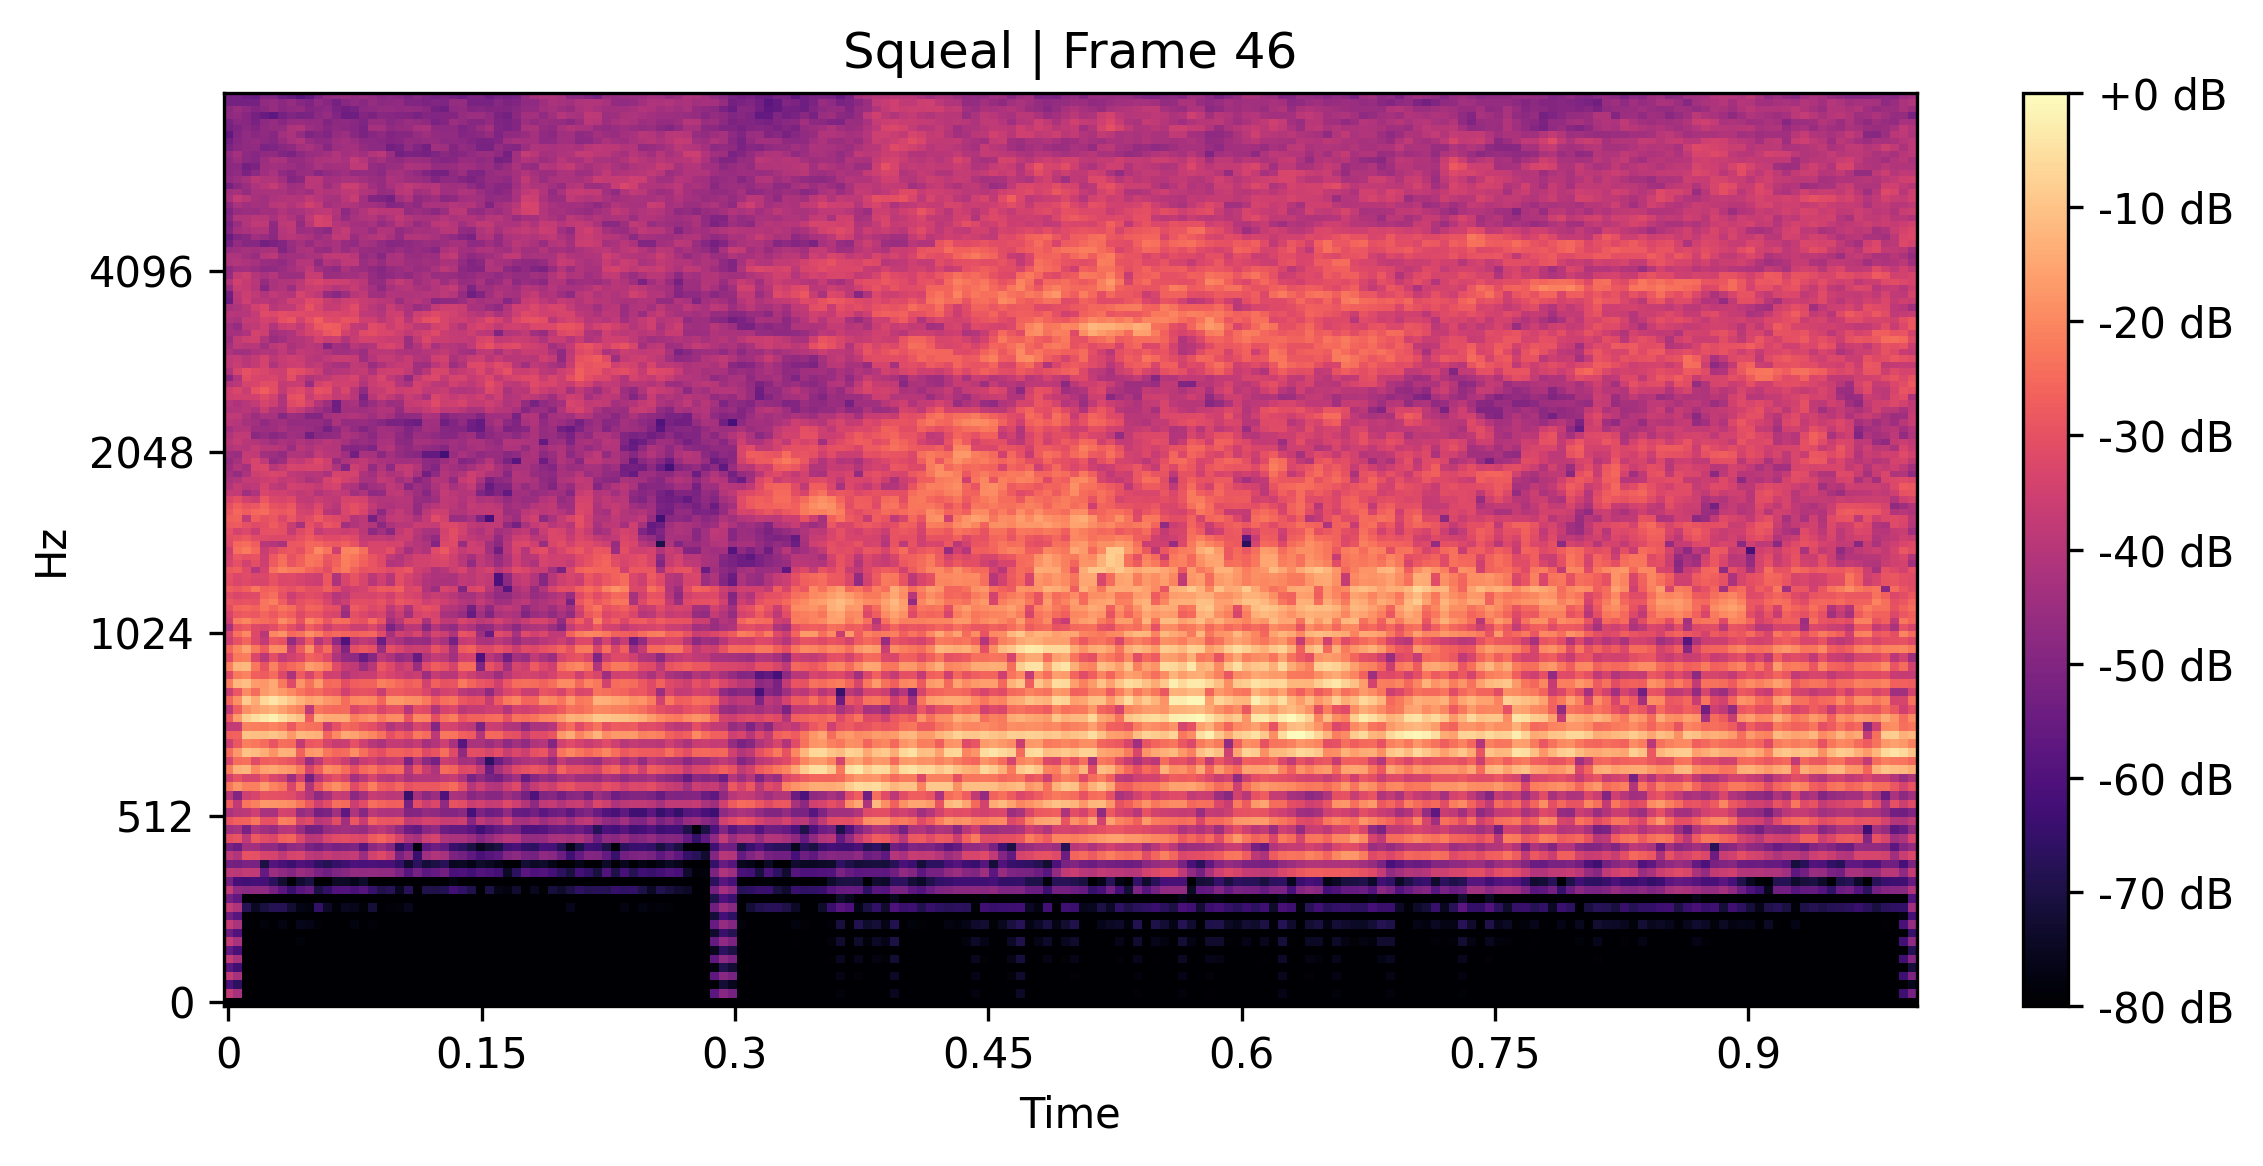 Squeal | Frame 46
Hz
4096
2048
1024
512
0
0 0.15 0.3 0.45 0.6 0.75 0.9
Time
+0 dB
-10 dB
-20 dB
-30 dB
-40 dB
-50 dB
-60 dB
-70 dB
-80 dB